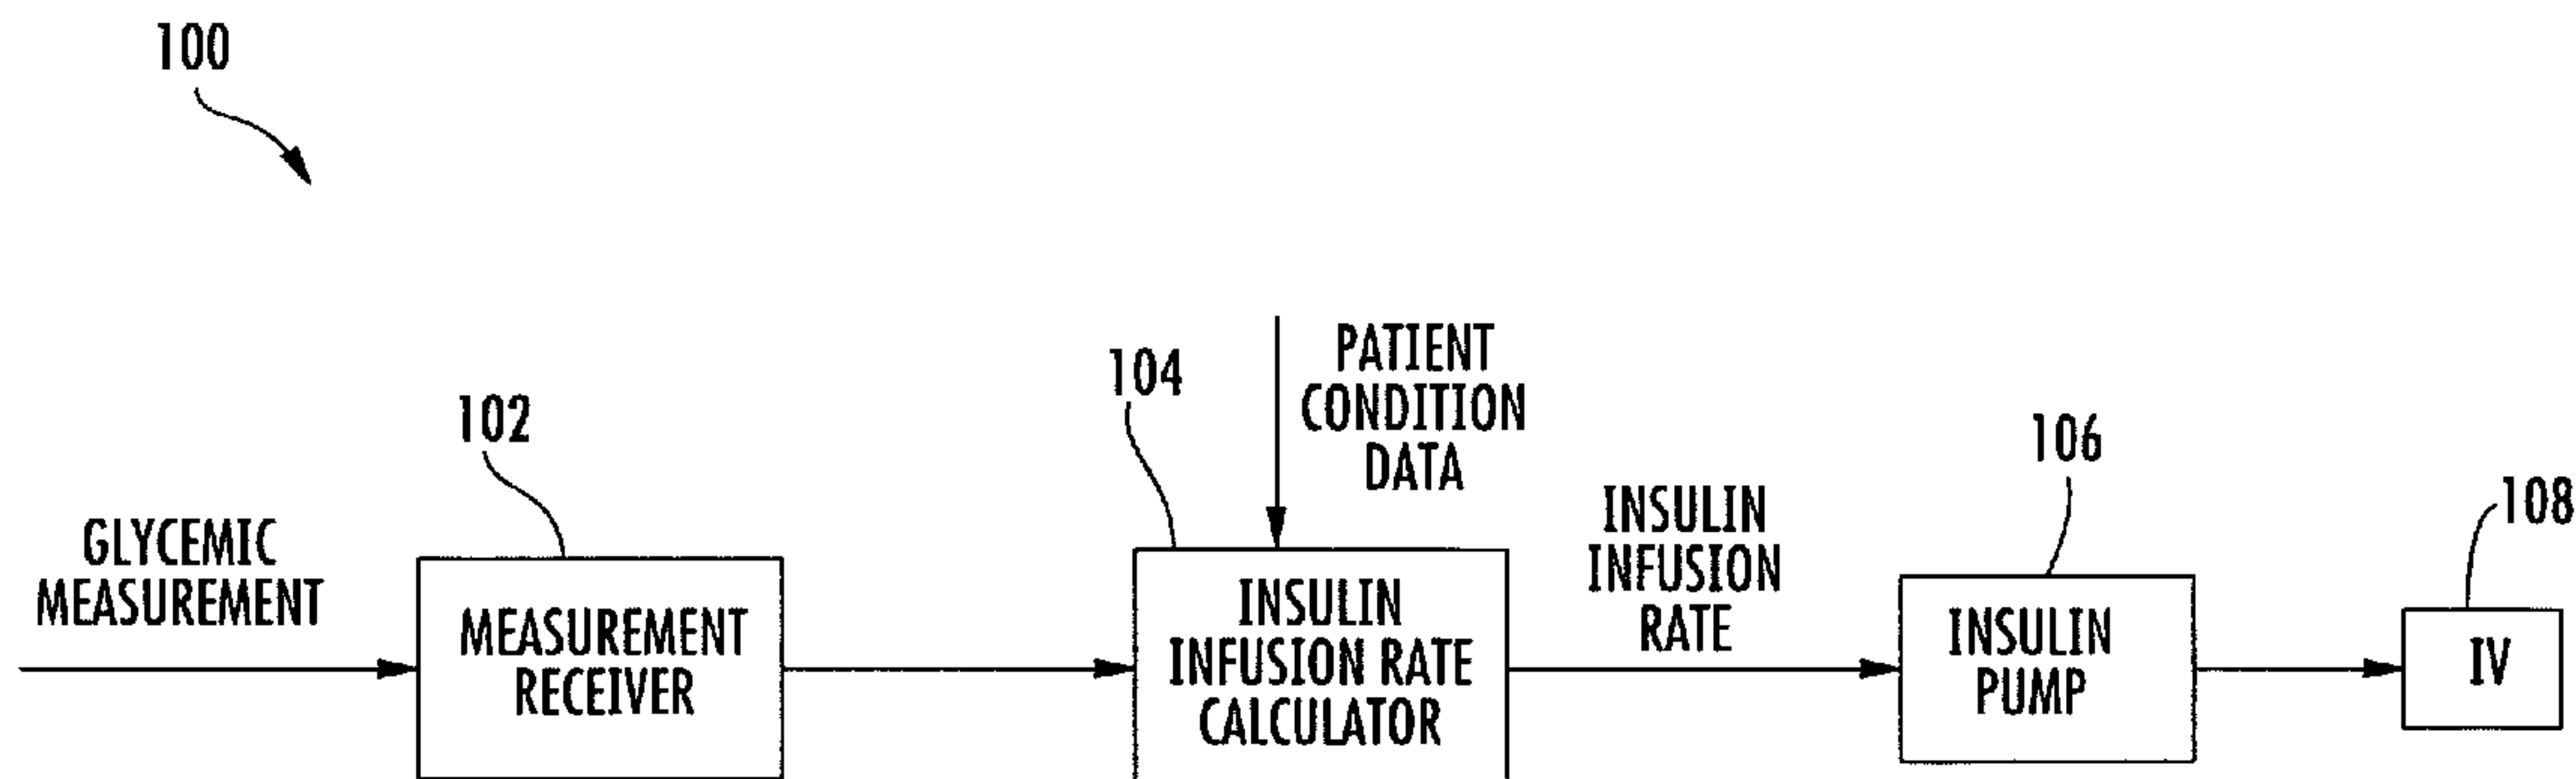 100
GLYCEMIC
MEASUREMENT
102
MEASUREMENT
RECEIVER
104
PATIENT
CONDITION
DATA
INSULIN
INFUSION RATE
CALCULATOR
INSULIN
INFUSION
RATE
106
INSULIN
PUMP
108
IV